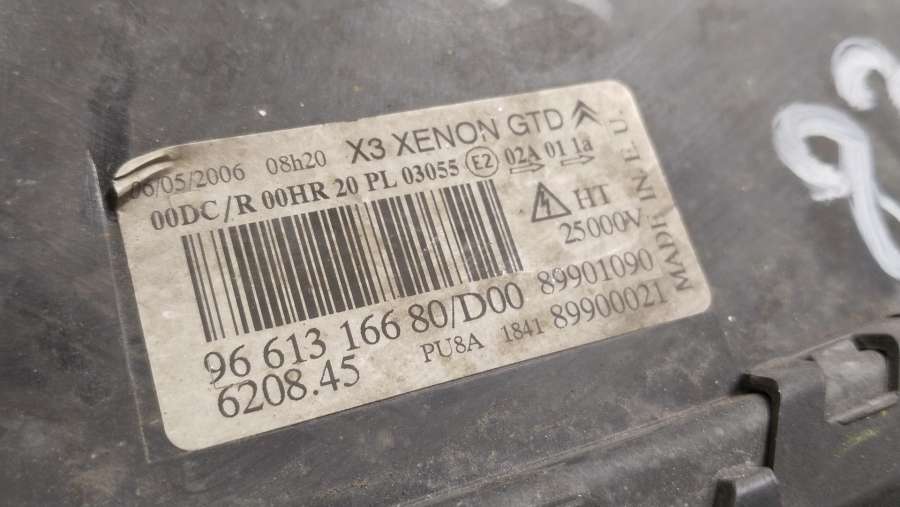 06/05/2006 08h20 X3 XENON GTD
00DC/R 00HR 20 PL 03055 E2 02A 01 1a
HT
25000V
96 613 166 80/D00 89901090
6208.45 PU8A 1841 89900021
MADE IN E.U.